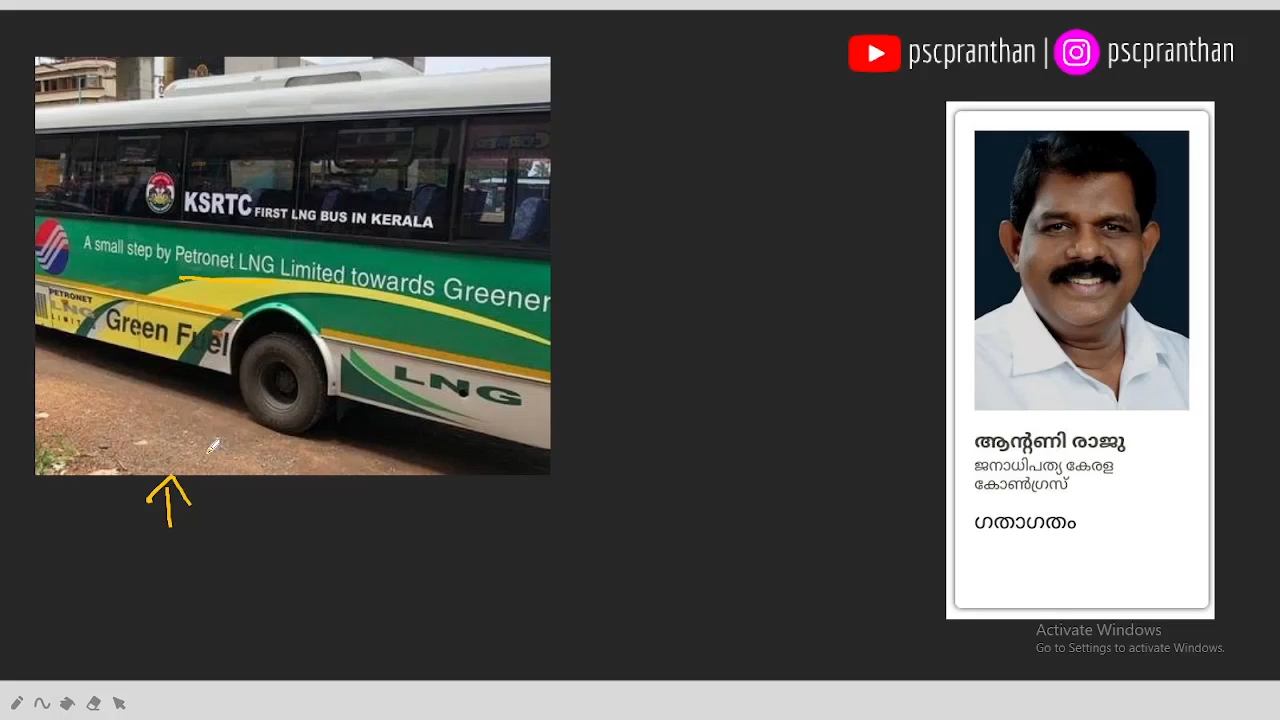 pscpranthan | pscpranthan
KSRTC FIRST LNG BUS IN KERALA
A small step by Petronet LNG Limited towards Greener
PETRONET
LNG
Green Fuel
LNG
ആന്റണി രാജു
ജനാധിപത്യ കേരള
കോൺഗ്രസ്
ഗതാഗതം
Activate Windows
Go to Settings to activate Windows.